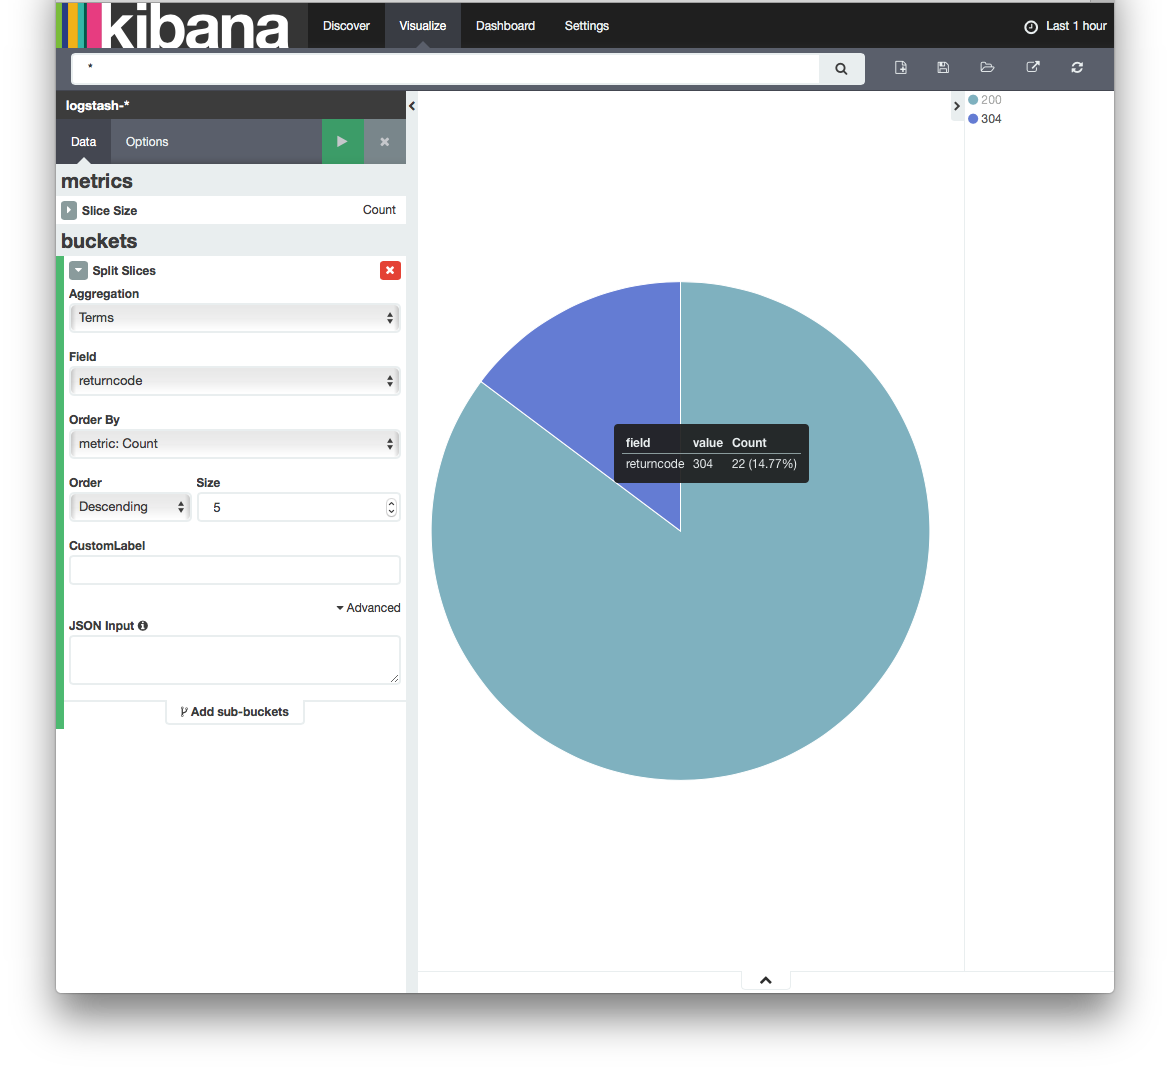 kibana
Discover Visualize Dashboard Settings Last 1 hour
*
logstash-*
Data Options
metrics
Slice Size Count
buckets
Split Slices
Aggregation
Terms
Field
returncode
Order By
metric: Count
Order Size
Descending 5
CustomLabel
Advanced
JSON Input
Add sub-buckets
field value Count
returncode 304 22 (14.77%)
200
304